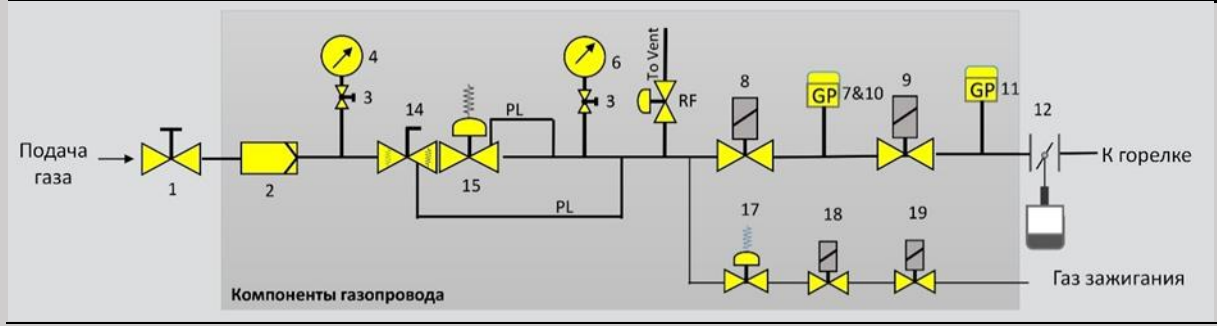 To Vent
4
6
8
9
3
3
14
RF
GP 7&10
GP 11
12
PL
Подача
газа
К горелке
1
2
15
PL
17
18
19
Газ зажигания
Компоненты газопровода